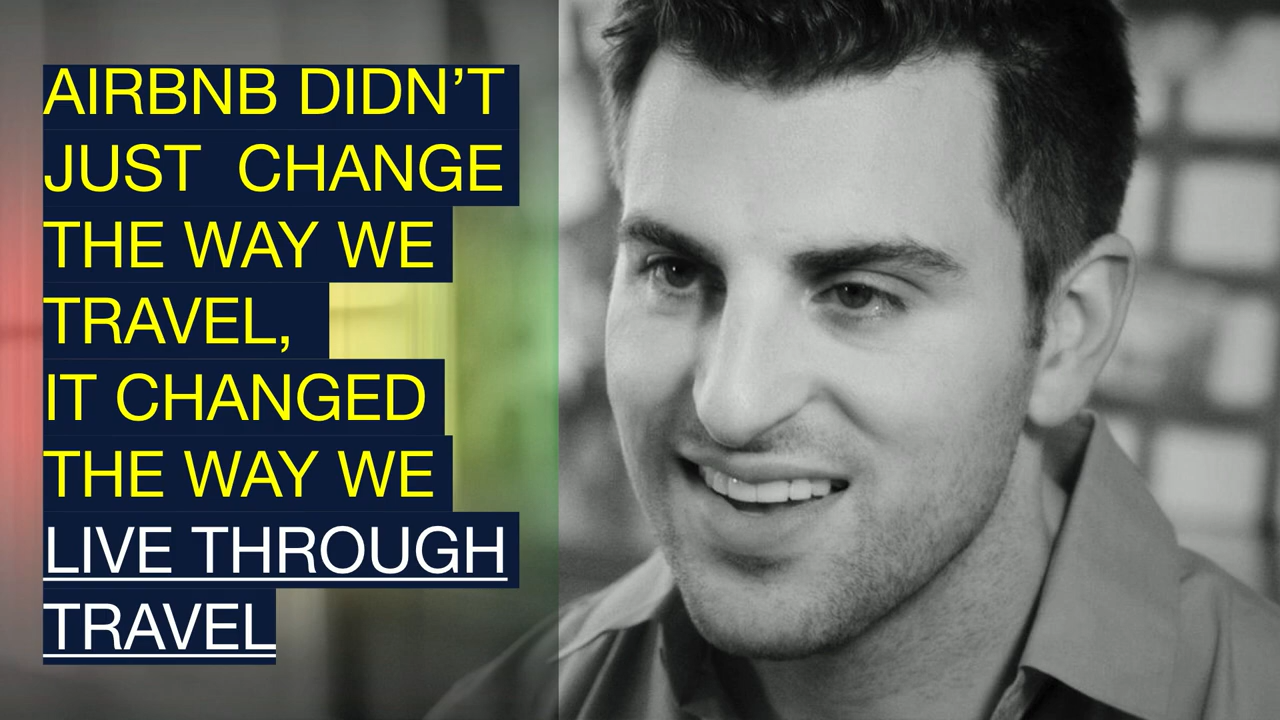 AIRBNB DIDN’T
JUST  CHANGE
THE WAY WE
TRAVEL,
IT CHANGED
THE WAY WE
LIVE THROUGH
TRAVEL